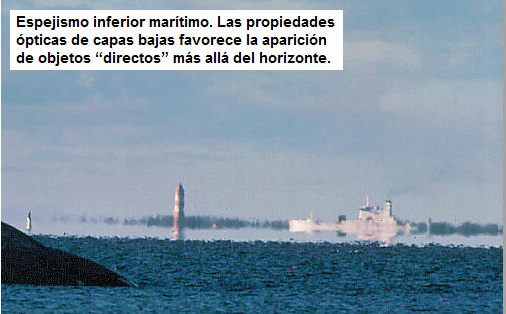 Espejismo inferior marítimo. Las propiedades
ópticas de capas bajas favorece la aparición
de objetos “directos” más allá del horizonte.